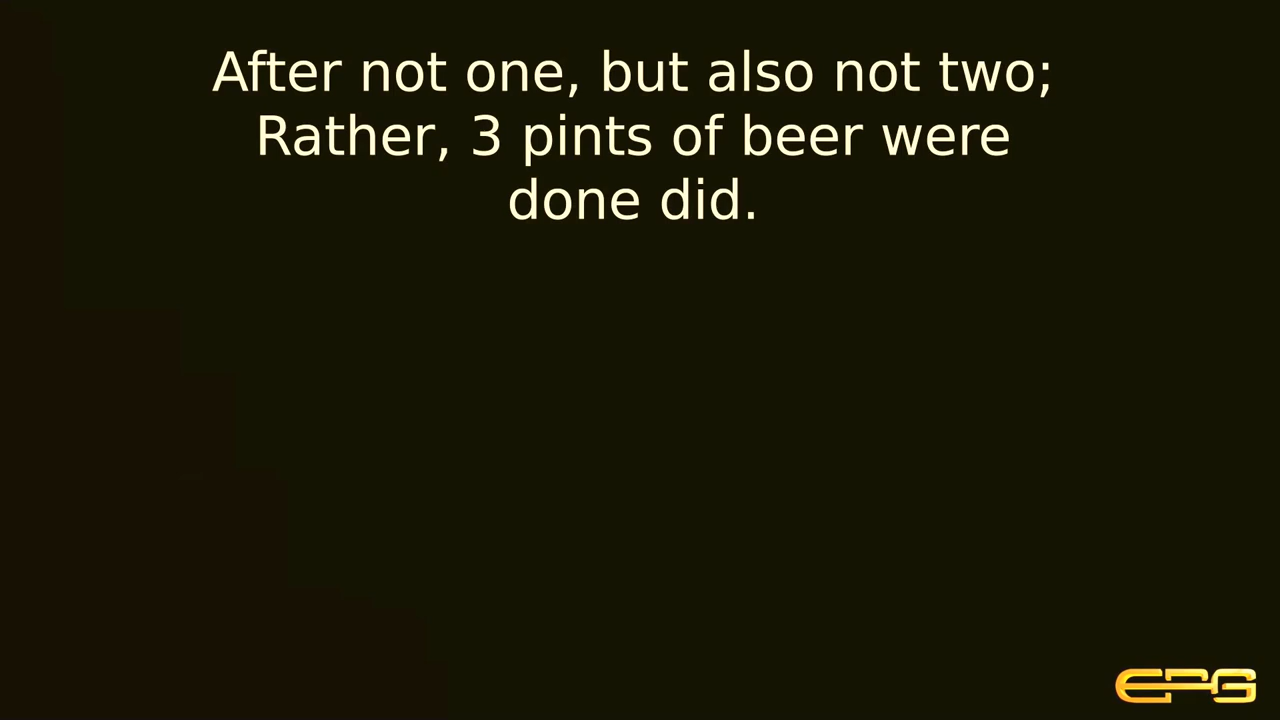 After not one, but also not two;
Rather, 3 pints of beer were
done did.
EPG